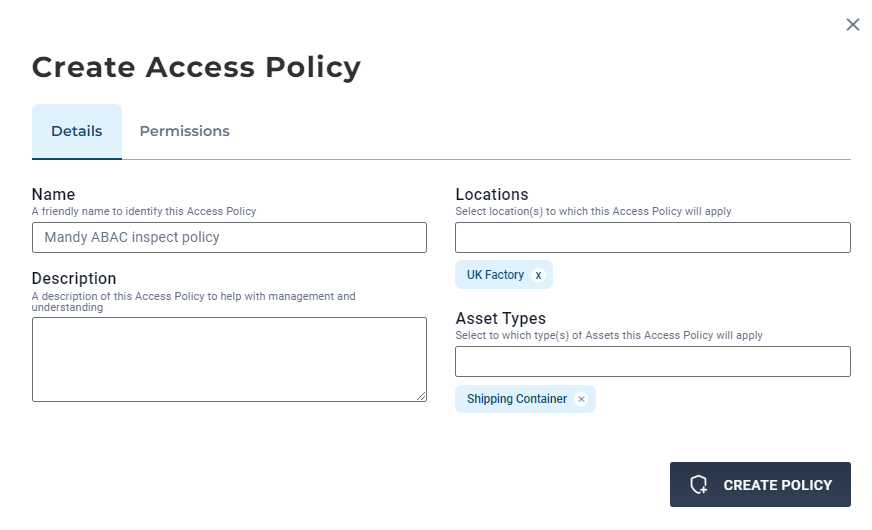 Create Access Policy
Details
Permissions
Name
A friendly name to identify this Access Policy
Mandy ABAC inspect policy
Description
A description of this Access Policy to help with management and
understanding
Locations
Select location(s) to which this Access Policy will apply
UK Factory x
Asset Types
Select to which type(s) of Assets this Access Policy will apply
Shipping Container ×
CREATE POLICY